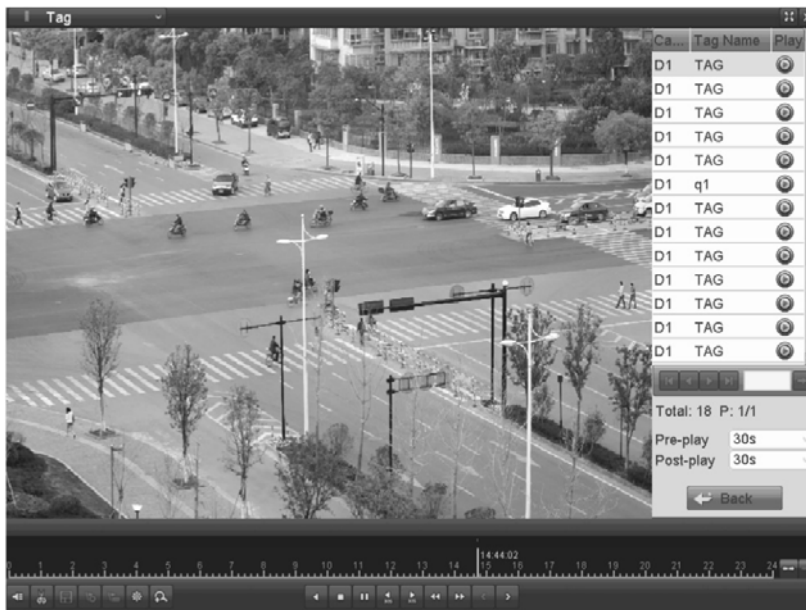 Tag
Ca... Tag Name Play
D1 TAG
D1 TAG
D1 TAG
D1 TAG
D1 TAG
D1 q1
D1 TAG
D1 TAG
D1 TAG
D1 TAG
D1 TAG
D1 TAG
D1 TAG
Total: 18 P: 1/1
Pre-play 30s
Post-play 30s
Back
14:44:02
0 1 2 3 4 5 6 7 8 9 10 11 12 13 14 15 16 17 18 19 20 21 22 23 24